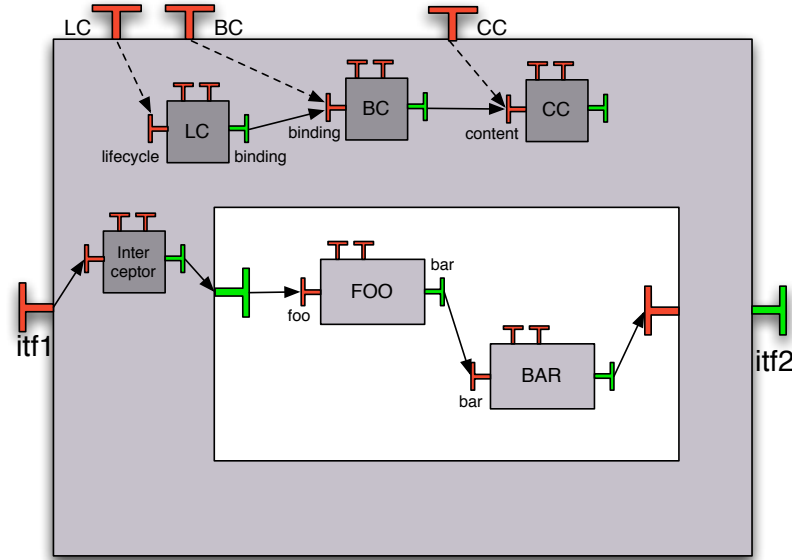 LC
BC
CC
LC
BC
CC
lifecycle
binding
binding
content
Inter
ceptor
itf1
FOO
foo
bar
BAR
bar
itf2